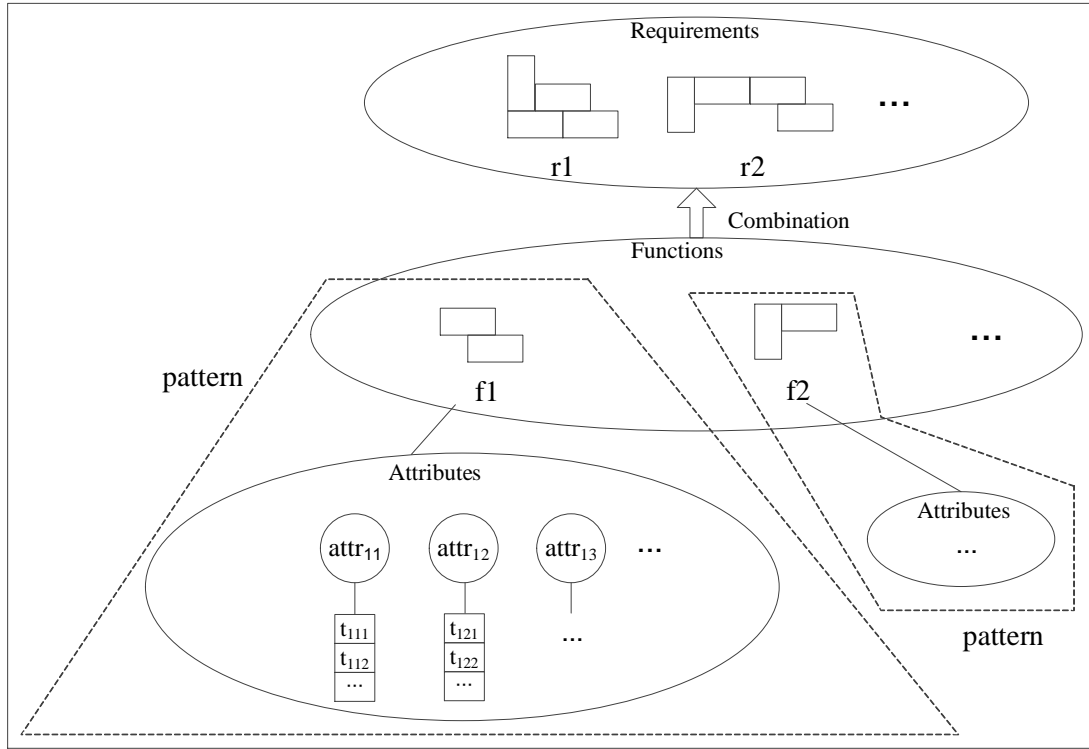 Requirements
...
r1 r2
Combination
Functions
...
pattern
f1 f2
Attributes
Attributes
...
attr11 attr12 attr13 ...
t111 t121
...
t112 t122
... ...
pattern